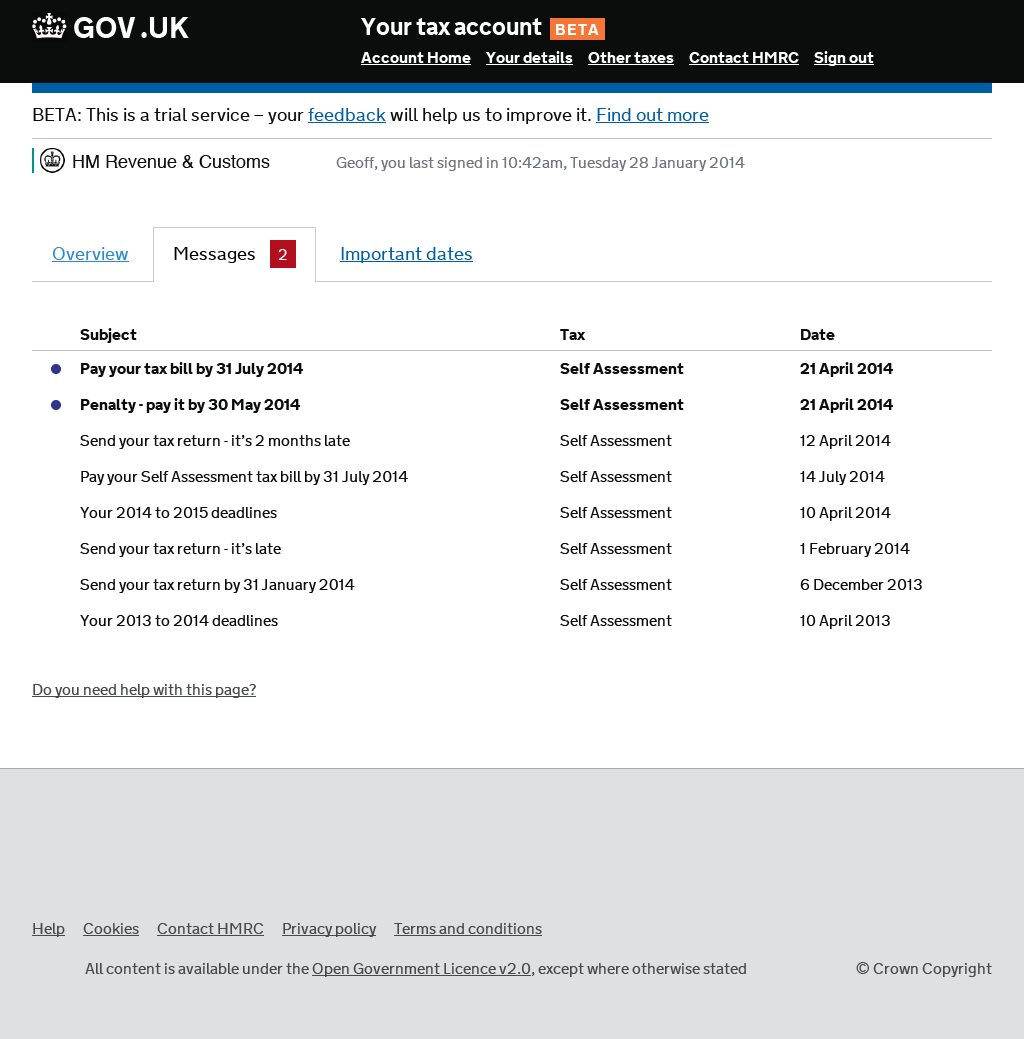 GOV.UK
Your tax account BETA
Account Home Your details Other taxes Contact HMRC Sign out
BETA: This is a trial service – your feedback will help us to improve it. Find out more
HM Revenue & Customs Geoff, you last signed in 10:42am, Tuesday 28 January 2014
Overview Messages 2 Important dates
Subject Tax Date
Pay your tax bill by 31 July 2014 Self Assessment 21 April 2014
Penalty - pay it by 30 May 2014 Self Assessment 21 April 2014
Send your tax return - it’s 2 months late Self Assessment 12 April 2014
Pay your Self Assessment tax bill by 31 July 2014 Self Assessment 14 July 2014
Your 2014 to 2015 deadlines Self Assessment 10 April 2014
Send your tax return - it’s late Self Assessment 1 February 2014
Send your tax return by 31 January 2014 Self Assessment 6 December 2013
Your 2013 to 2014 deadlines Self Assessment 10 April 2013
Do you need help with this page?
Help Cookies Contact HMRC Privacy policy Terms and conditions
All content is available under the Open Government Licence v2.0, except where otherwise stated © Crown Copyright